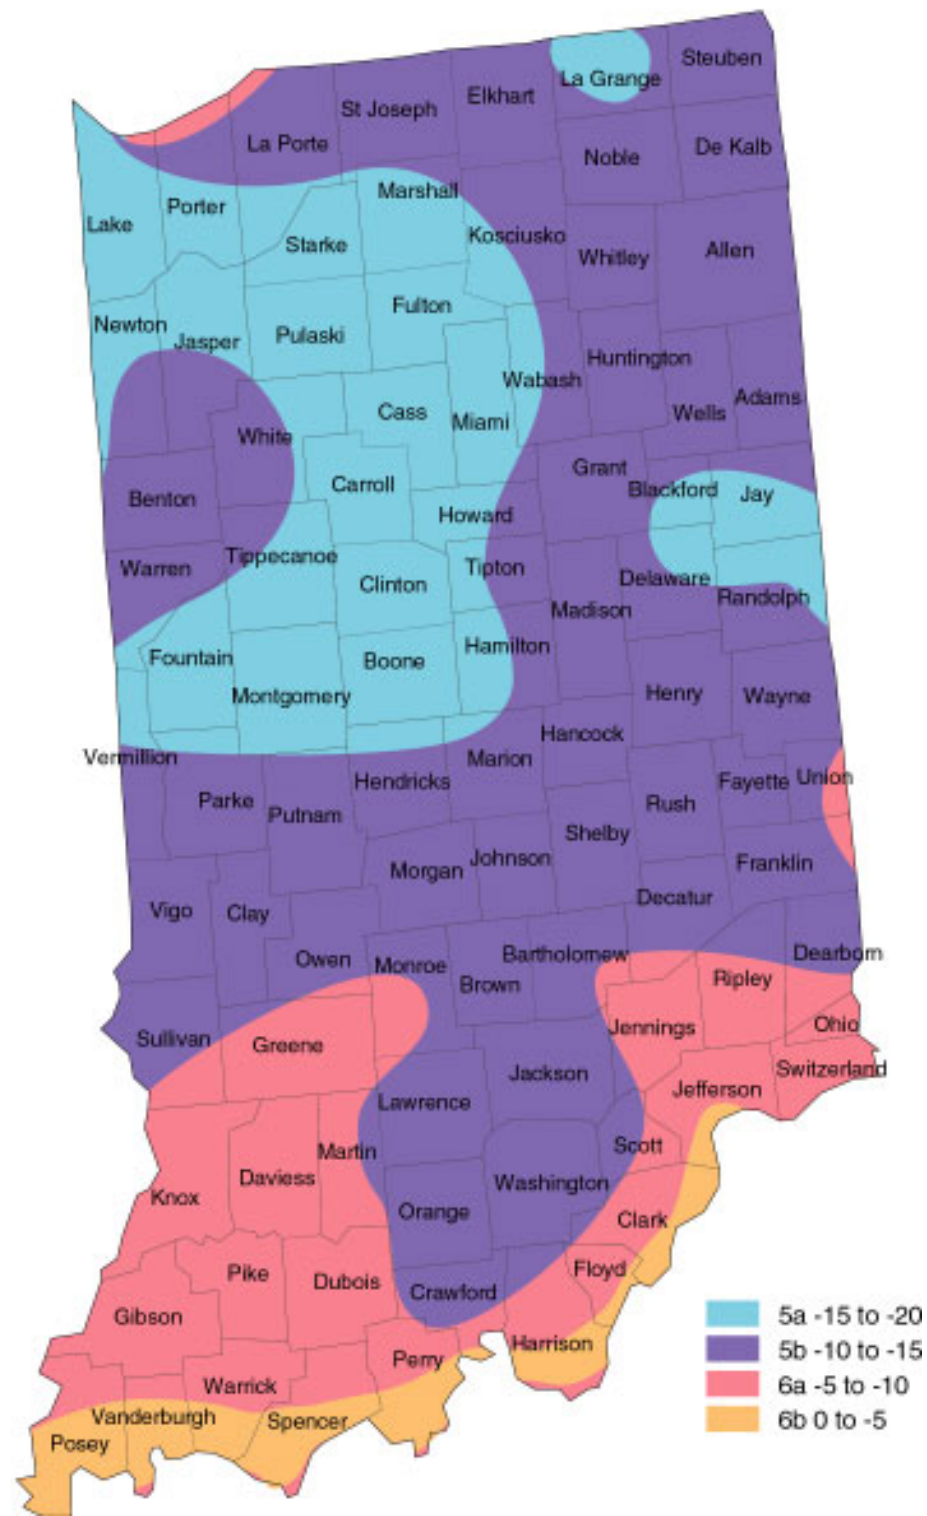 Steuben
La Grange
Elkhart
St Joseph
La Porte
De Kalb
Noble
Marshall
Porter
Lake
Kosciusko
Starke
Allen
Whitley
Fulton
Newton
Pulaski
Jasper
Huntington
Wabash
Adams
Cass
Wells
Miami
White
Grant
Carroll
Blackford
Jay
Benton
Howard
Tippecanoe
Tipton
Warren
Delaware
Clinton
Randolph
Madison
Hamilton
Fountain
Boone
Henry
Wayne
Montgomery
Hancock
Vermillion
Marion
Union
Hendricks
Fayette
Parke
Rush
Putnam
Shelby
Johnson
Franklin
Morgan
Decatur
Vigo
Clay
Dearborn
Bartholomew
Owen
Monroe
Ripley
Brown
Ohio
Jennings
Sullivan
Greene
Switzerland
Jackson
Jefferson
Lawrence
Scott
Martin
Daviess
Washington
Knox
Orange
Clark
Floyd
Pike
Dubois
Crawford
Gibson
Harrison
Perry
Warrick
Vanderburgh
Spencer
Posey
5a -15 to -20
5b -10 to -15
6a -5 to -10
6b 0 to -5